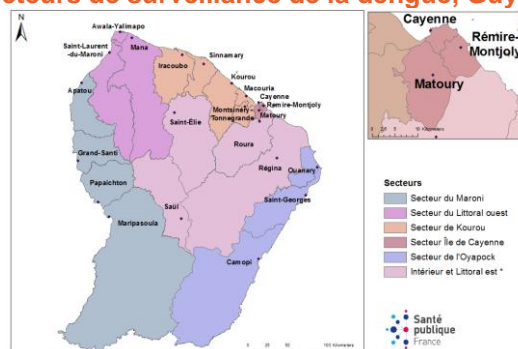 cteurs de surveillance de la dengue, Guy
N
Awala-Yalimapo
Mana
Saint-Laurent
-du-Maroni
Iracoubo
Sinnamary
Kourou
Macouria
Cayenne
Rémire-Montjoly
Matoury
Montsinéry
-Tonnegrande
Apatou
Saint-Élie
Roura
Grand-Santi
Régina
Ouanary
Papaichton
Saint-Georges
Saül
Maripasoula
Camopi
Cayenne
Rémire-
Montjoly
Matoury
Secteurs
Secteur du Maroni
Secteur du Littoral ouest
Secteur de Kourou
Secteur Île de Cayenne
Secteur de l'Oyapock
Intérieur et Littoral est *
Santé
publique
France